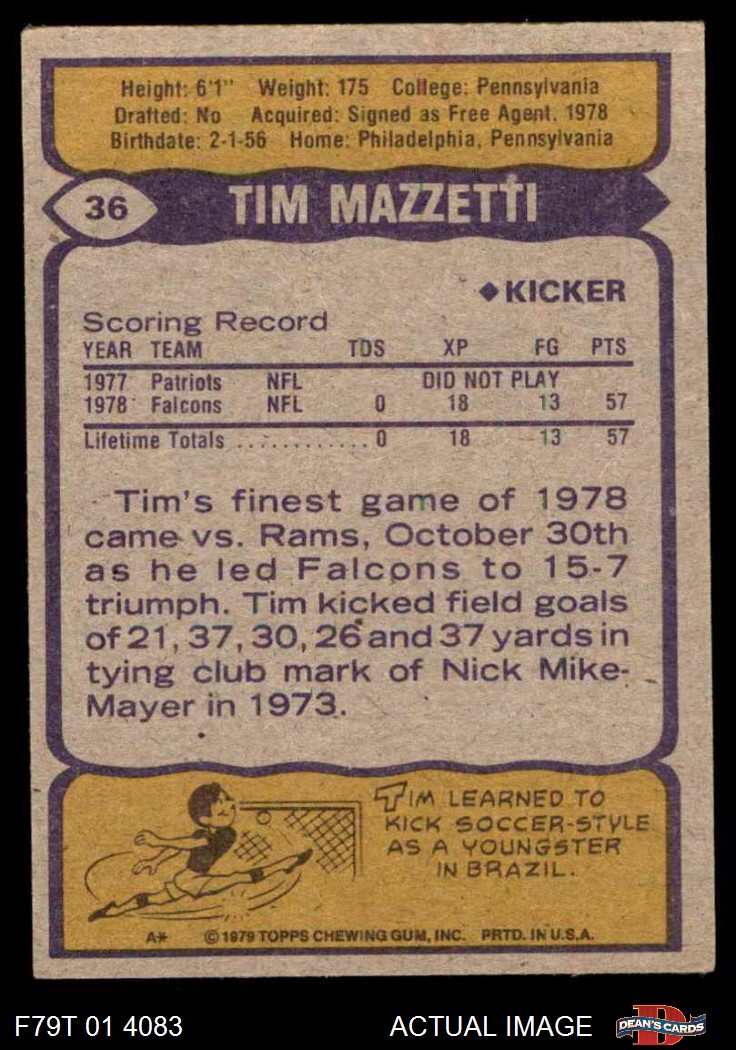 Height: 6'1" Weight: 175 College: Pennsylvania
Drafted: No Acquired: Signed as Free Agent, 1978
Birthdate: 2-1-56 Home: Philadelphia, Pennsylvania
36 TIM MAZZETTI
◆KICKER
Scoring Record
YEAR TEAM TDS XP FG PTS
1977 Patriots NFL DID NOT PLAY
1978 Falcons NFL 0 18 13 57
Lifetime Totals ............0 18 13 57
Tim's finest game of 1978
came vs. Rams, October 30th
as he led Falcons to 15-7
triumph. Tim kicked field goals
of 21, 37, 30, 26 and 37 yards in
tying club mark of Nick Mike-
Mayer in 1973.
TIM LEARNED TO
KICK SOCCER-STYLE
AS A YOUNGSTER
IN BRAZIL.
A* © 1979 TOPPS CHEWING GUM, INC. PRTD. IN U.S.A.
F79T 01 4083 ACTUAL IMAGE D DEAN'S CARDS